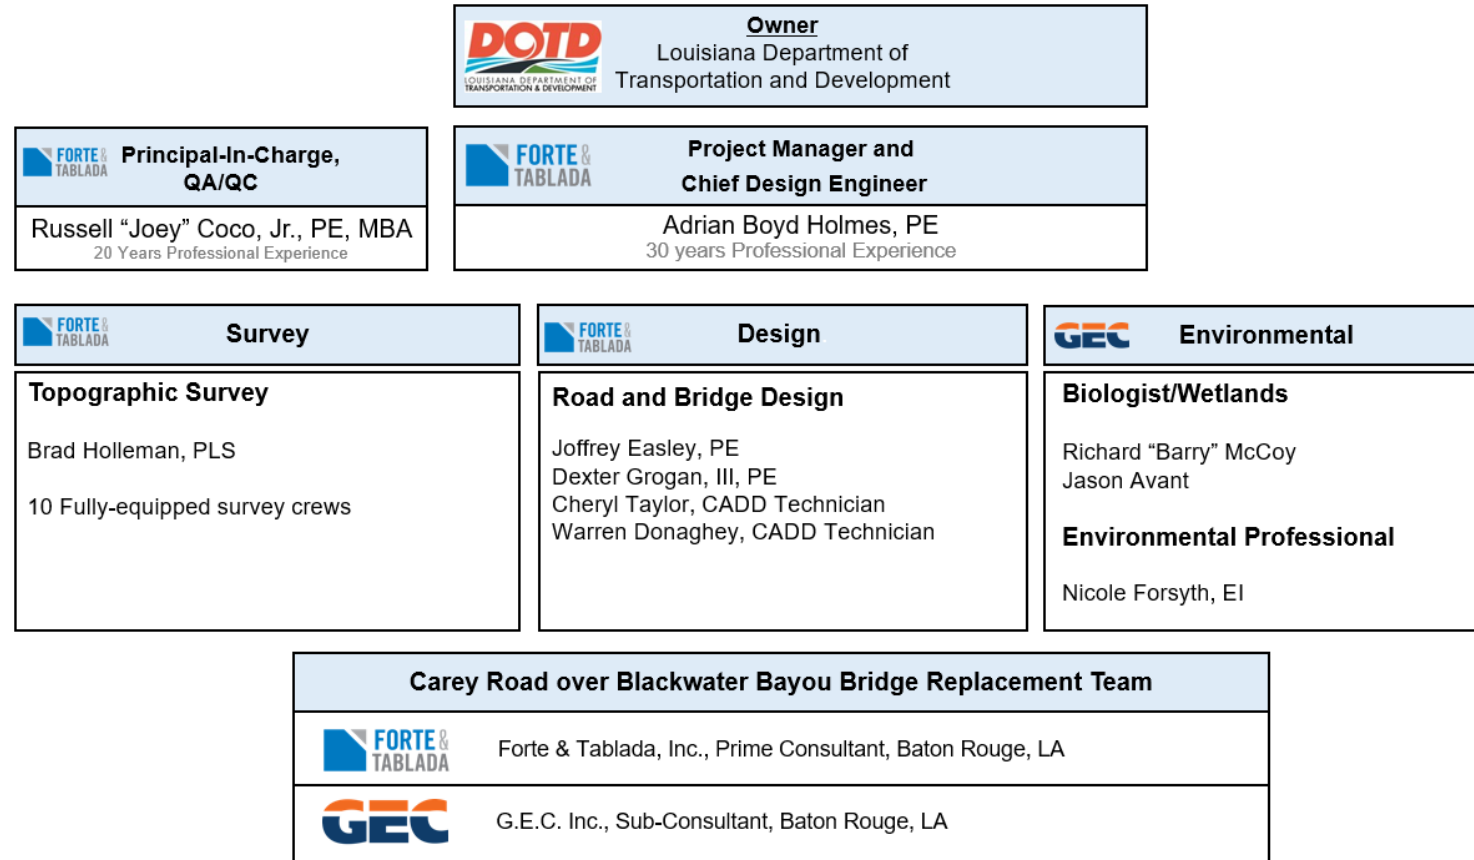 DOTD
LOUISIANA DEPARTMENT OF
TRANSPORTATION & DEVELOPMENT
Owner
Louisiana Department of
Transportation and Development
FORTE &
TABLADA
Principal-In-Charge,
QA/QC
Russell “Joey” Coco, Jr., PE, MBA
20 Years Professional Experience
FORTE &
TABLADA
Project Manager and
Chief Design Engineer
Adrian Boyd Holmes, PE
30 years Professional Experience
FORTE &
TABLADA
Survey
Topographic Survey
Brad Holleman, PLS
10 Fully-equipped survey crews
FORTE &
TABLADA
Design
Road and Bridge Design
Joffrey Easley, PE
Dexter Grogan, III, PE
Cheryl Taylor, CADD Technician
Warren Donaghey, CADD Technician
GEC
Environmental
Biologist/Wetlands
Richard “Barry” McCoy
Jason Avant
Environmental Professional
Nicole Forsyth, EI
Carey Road over Blackwater Bayou Bridge Replacement Team
FORTE &
TABLADA
Forte & Tablada, Inc., Prime Consultant, Baton Rouge, LA
GEC
G.E.C. Inc., Sub-Consultant, Baton Rouge, LA